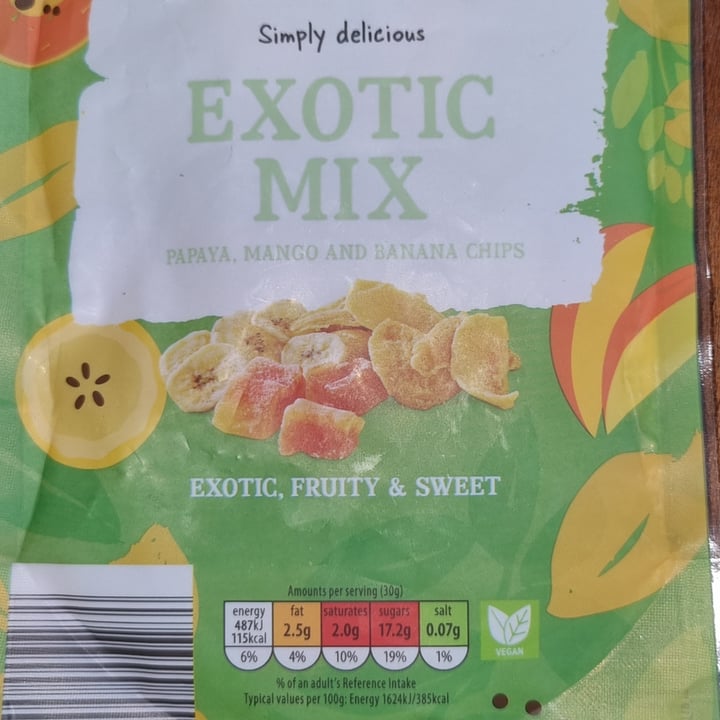 Simply delicious
EXOTIC
MIX
PAPAYA, MANGO AND BANANA CHIPS
EXOTIC, FRUITY & SWEET
Amounts per serving (30g)
energy fat saturates sugars salt
487kJ
115kcal 2.5g 2.0g 17.2g 0.07g
6% 4% 10% 19% 1%
VEGAN
% of an adult's Reference Intake
Typical values per 100g: Energy 1624kJ/385kcal